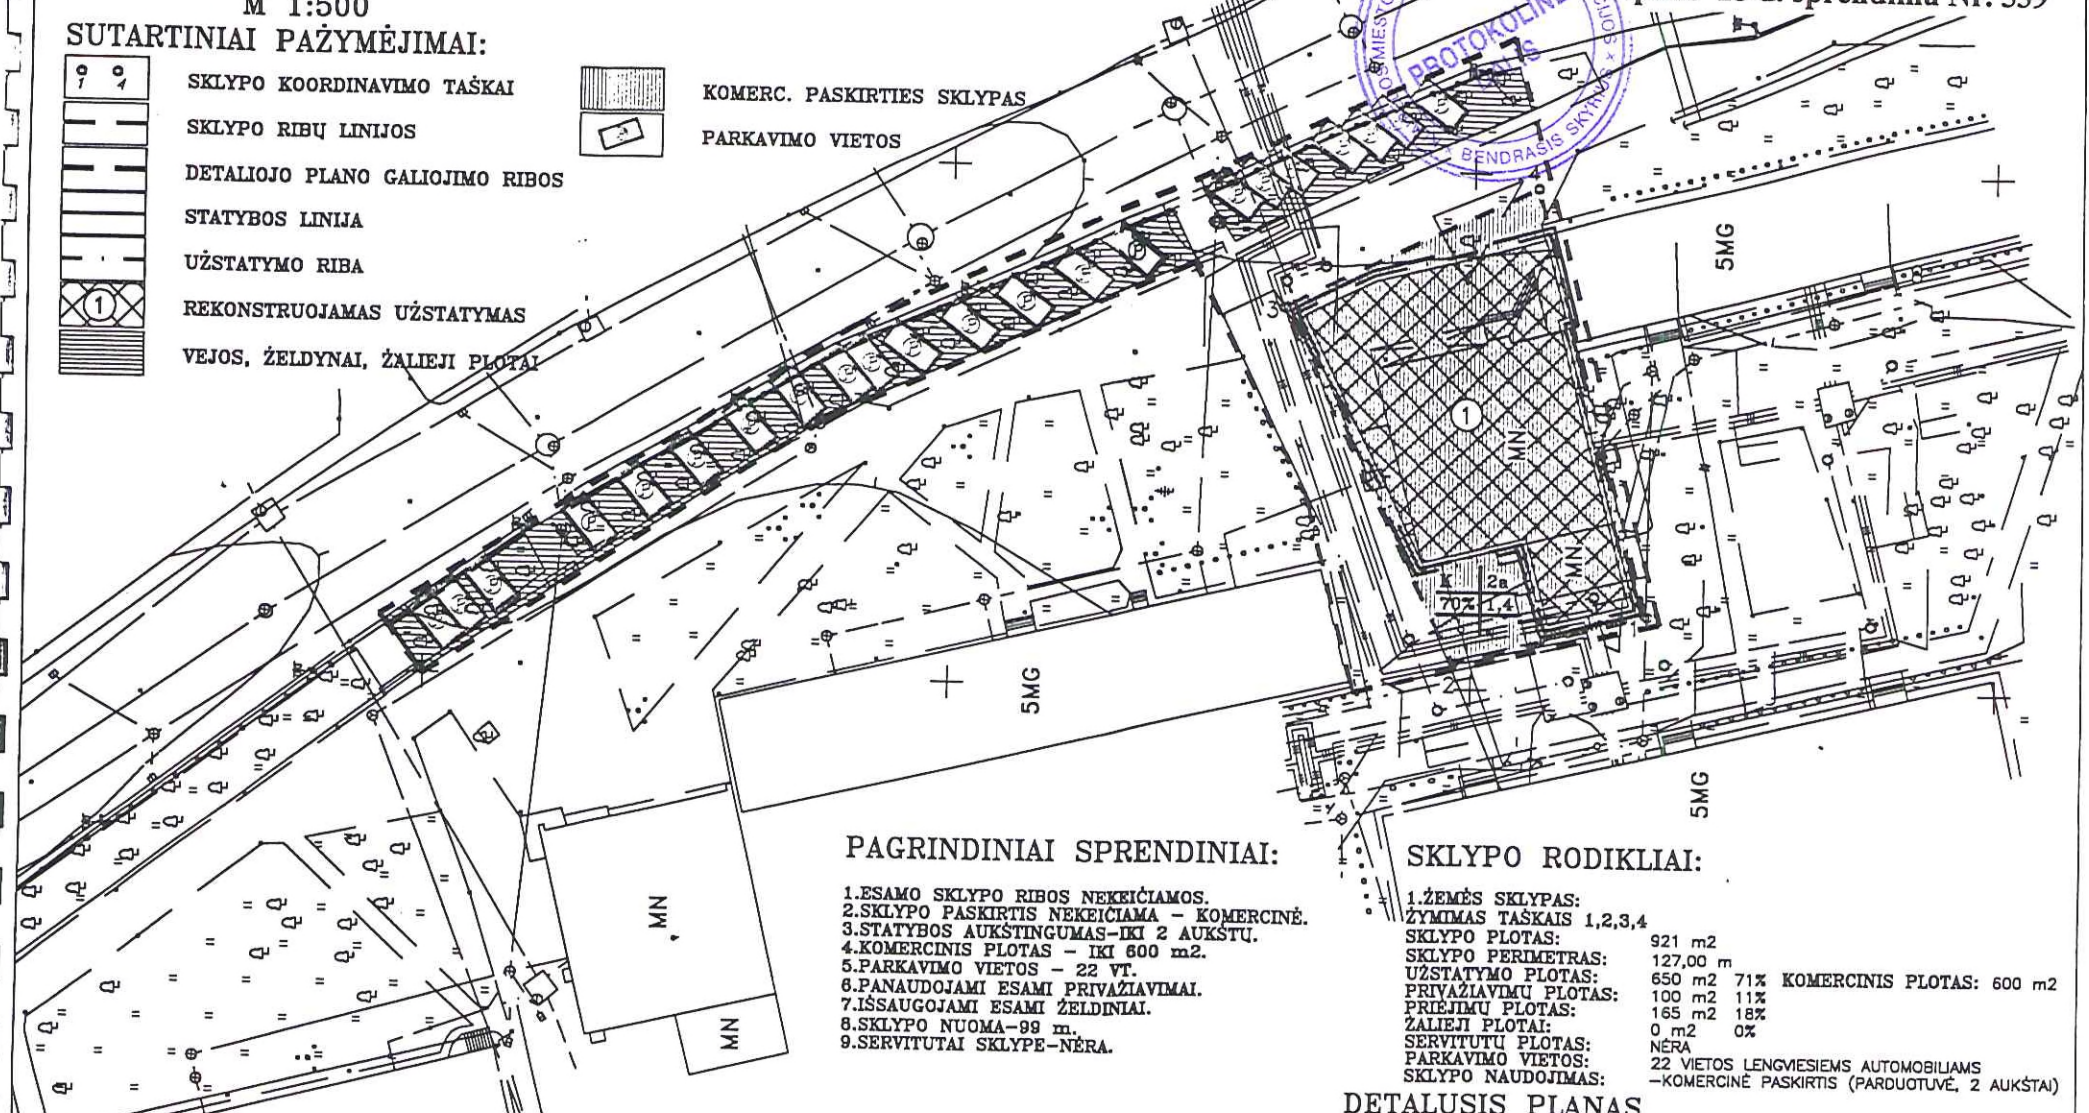 M 1:500
sprendimu Nr. 339
SUTARTINIAI PAŽYMĖJIMAI:
SKLYPO KOORDINAVIMO TAŠKAI
SKLYPO RIBŲ LINIJOS
DETALIOJO PLANO GALIOJIMO RIBOS
STATYBOS LINIJA
UŽSTATYMO RIBA
1
REKONSTRUOJAMAS UŽSTATYMAS
VEJOS, ŽELDYNAI, ŽALIEJI PLOTAI
KOMERC. PASKIRTIES SKLYPAS
PARKAVIMO VIETOS
PROTOKOLINĖ
BENDRASIS SKYRIUS
4
5MG
3
1
MN
MN
K 2a
70% 1,4
2
5MG
5MG
MN
MN
PAGRINDINIAI SPRENDINIAI:
1.ESAMO SKLYPO RIBOS NEKEIČIAMOS.
2.SKLYPO PASKIRTIS NEKEIČIAMA – KOMERCINĖ.
3.STATYBOS AUKŠTINGUMAS-IKI 2 AUKŠTŲ.
4.KOMERCINIS PLOTAS – IKI 600 m2.
5.PARKAVIMO VIETOS – 22 VT.
6.PANAUDOJAMI ESAMI PRIVAŽIAVIMAI.
7.IŠSAUGOJAMI ESAMI ŽELDINIAI.
8.SKLYPO NUOMA-99 m.
9.SERVITUTAI SKLYPE-NĖRA.
SKLYPO RODIKLIAI:
1.ŽEMĖS SKLYPAS:
ŽYMIMAS TAŠKAIS 1,2,3,4
SKLYPO PLOTAS: 921 m2
SKLYPO PERIMETRAS: 127,00 m
UŽSTATYMO PLOTAS: 650 m2 71% KOMERCINIS PLOTAS: 600 m2
PRIVAŽIAVIMŲ PLOTAS: 100 m2 11%
PRIĖJIMŲ PLOTAS: 165 m2 18%
ŽALIEJI PLOTAI: 0 m2 0%
SERVITUTŲ PLOTAS: NĖRA
PARKAVIMO VIETOS: 22 VIETOS LENGVIESIEMS AUTOMOBILIAMS
SKLYPO NAUDOJIMAS: –KOMERCINĖ PASKIRTIS (PARDUOTUVĖ, 2 AUKŠTAI)
DETALUSIS PLANAS